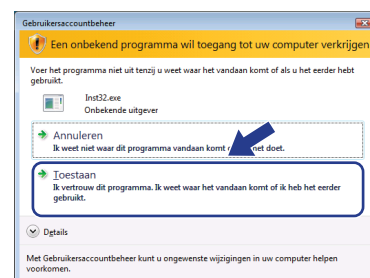 Gebruikersaccountbeheer
Een onbekend programma wil toegang tot uw computer verkrijgen
Voer het programma niet uit tenzij u weet waar het vandaan komt of als u het eerder hebt
gebruikt.
Inst32.exe
Onbekende uitgever
Annuleren
Ik weet niet waar dit programma vandaan komt doet.
Toestaan
Ik vertrouw dit programma. Ik weet waar het vandaan komt of ik heb het eerder
gebruikt.
Details
Met Gebruikersaccountbeheer kunt u ongewenste wijzigingen in uw computer helpen
voorkomen.